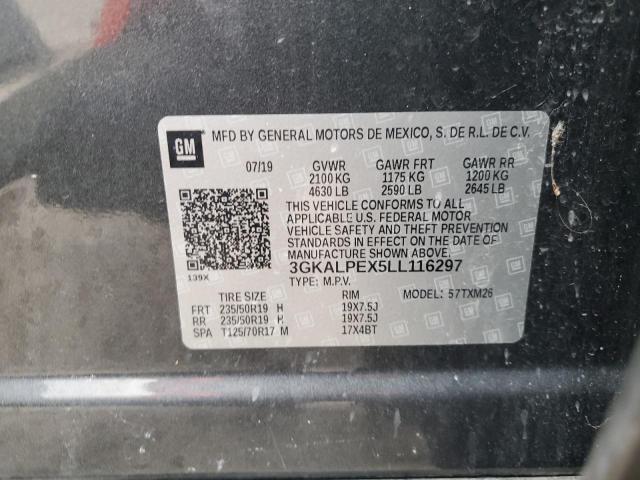 GM
MFD BY GENERAL MOTORS DE MEXICO, S. DE R.L. DE C.V.
07/19 GVWR GAWR FRT GAWR RR
2100 KG 1175 KG 1200 KG
4630 LB 2590 LB 2645 LB
THIS VEHICLE CONFORMS TO ALL
APPLICABLE U.S. FEDERAL MOTOR
VEHICLE SAFETY AND THEFT PREVENTION
STANDARDS IN EFFECT ON THE DATE OF
MANUFACTURE SHOWN ABOVE.
3GKALPEX5LL116297
139X
TYPE: M.P.V.
TIRE SIZE RIM MODEL: 57TXM26
FRT 235/50R19 H 19X7.5J
RR 235/50R19 H 19X7.5J
SPA T125/70R17 M 17X4BT